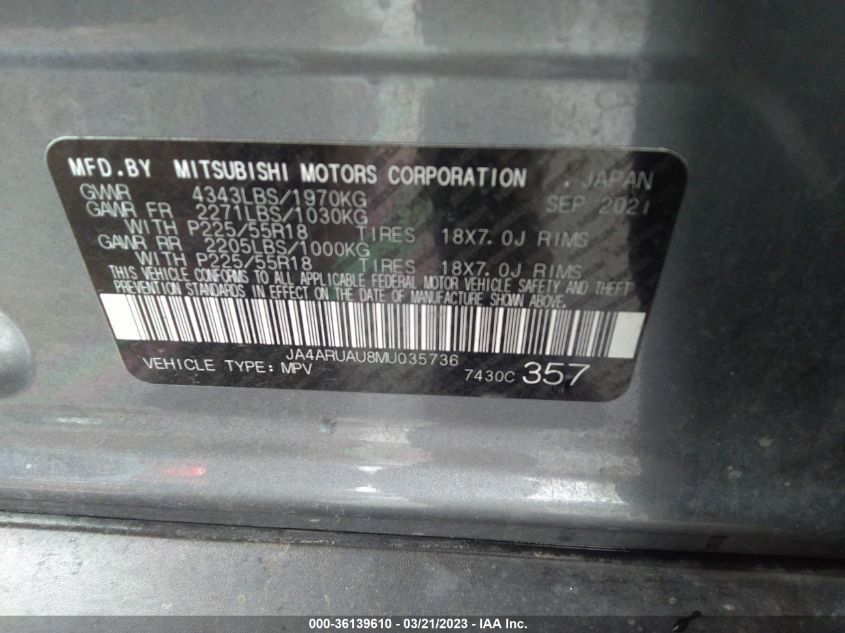 MFD.BY MITSUBISHI MOTORS CORPORATION . JAPAN
GVWR 4343LBS/1970KG SEP 2021
GAWR FR 2271LBS/1030KG
WITH P225/55R18 TIRES 18X7.0J RIMS
GAWR RR 2205LBS/1000KG
WITH P225/55R18 TIRES 18X7.0J RIMS
THIS VEHICLE CONFORMS TO ALL APPLICABLE FEDERAL MOTOR VEHICLE SAFETY AND THEFT
PREVENTION STANDARDS IN EFFECT ON THE DATE OF MANUFACTURE SHOWN ABOVE.
JA4ARUAU8MU035736
VEHICLE TYPE: MPV 7430C 357
000-36139610 - 03/21/2023 - IAA Inc.